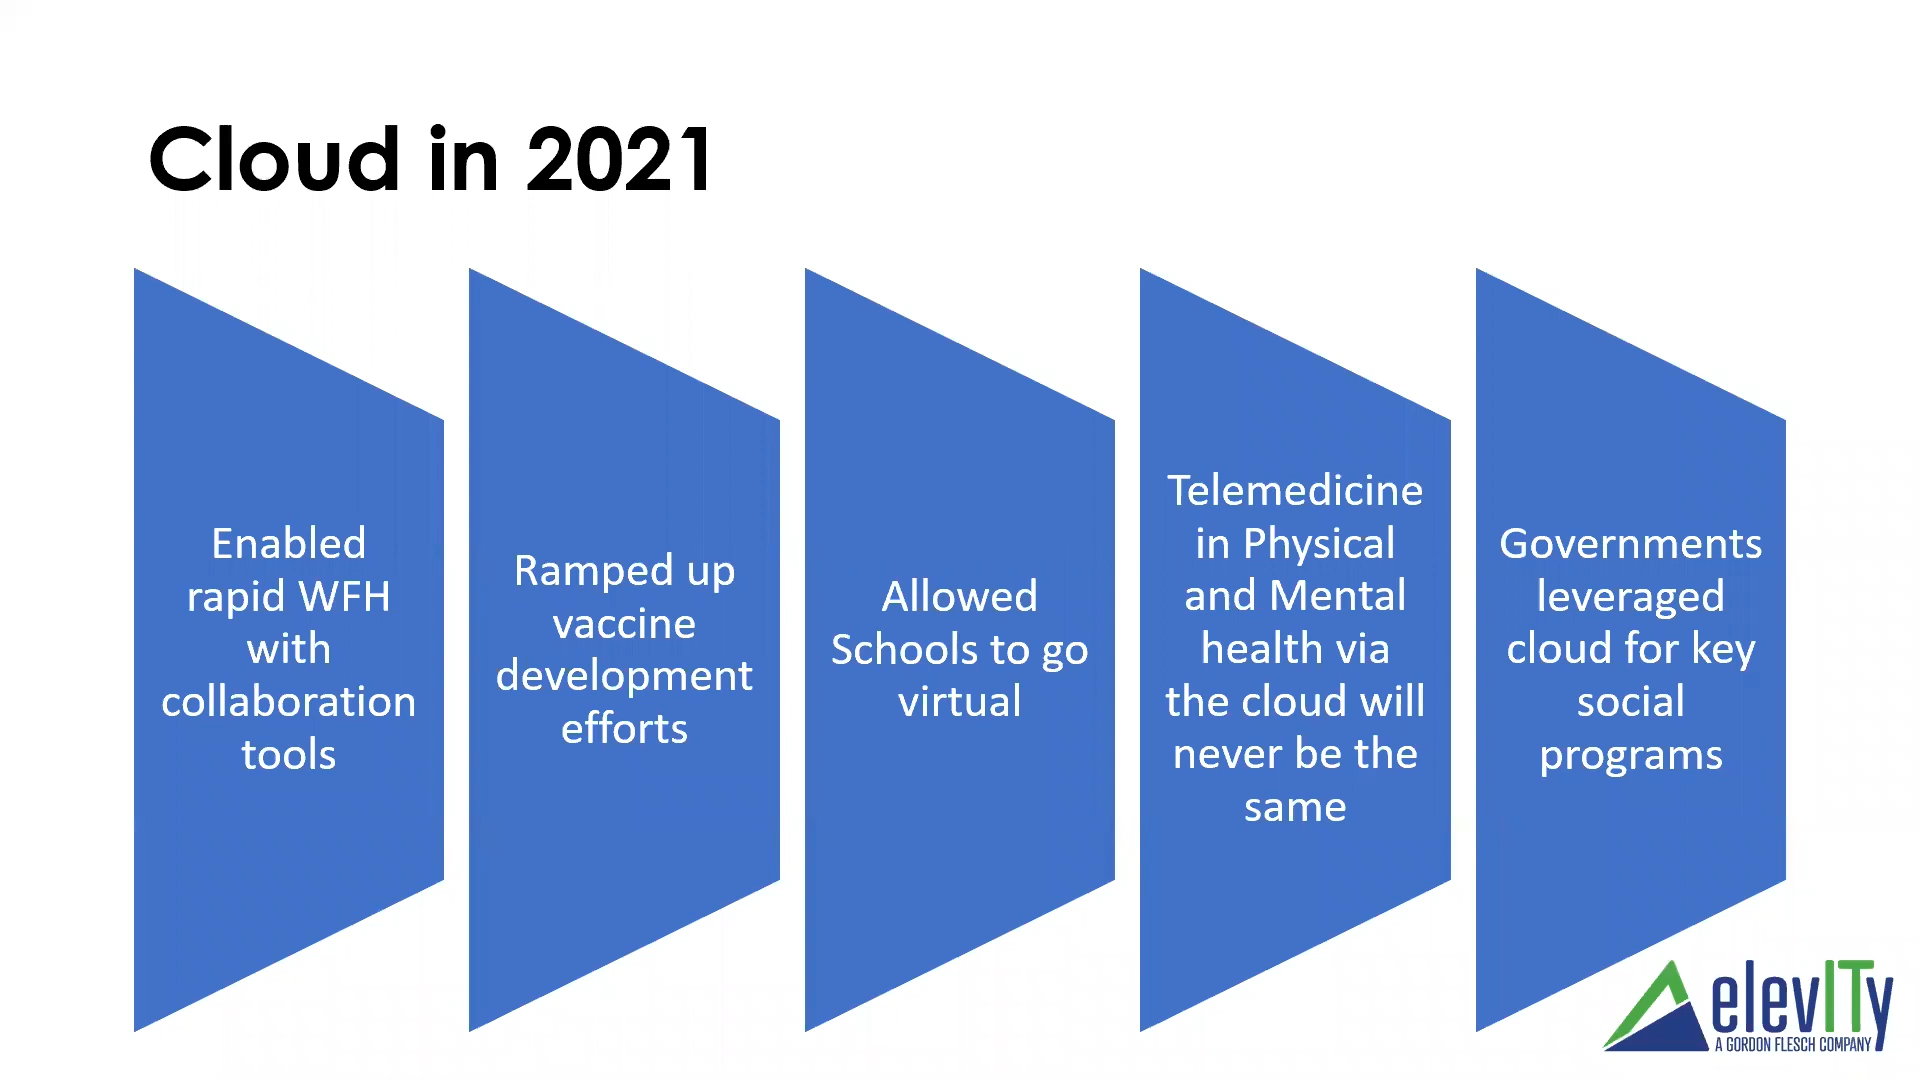 Cloud in 2021
Enabled
rapid WFH
with
collaboration
tools
Ramped up
vaccine
development
efforts
Allowed
Schools to go
virtual
Telemedicine
in Physical
and Mental
health via
the cloud will
never be the
same
Governments
leveraged
cloud for key
social
programs
elevITy
A GORDON FLESCH COMPANY